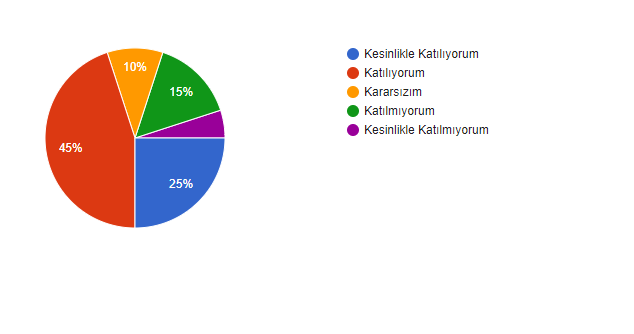 10%
15%
45%
25%
Kesinlikle Katılıyorum
Katılıyorum
Kararsızım
Katılmıyorum
Kesinlikle Katılmıyorum